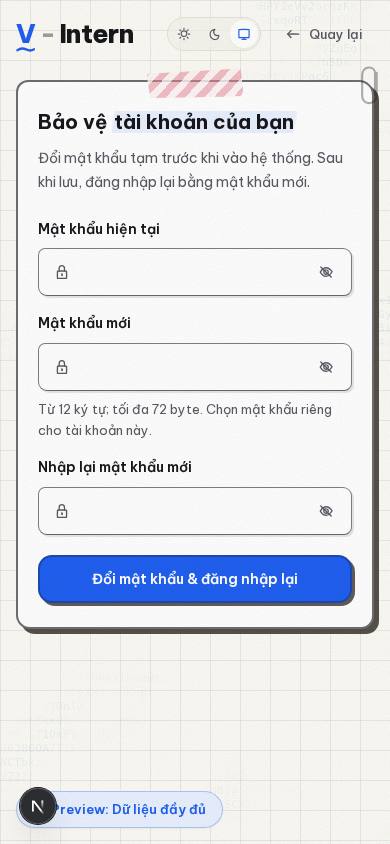 V - Intern
Quay lại
Bảo vệ tài khoản của bạn
Đổi mật khẩu tạm trước khi vào hệ thống. Sau
khi lưu, đăng nhập lại bằng mật khẩu mới.
Mật khẩu hiện tại
Mật khẩu mới
Từ 12 ký tự; tối đa 72 byte. Chọn mật khẩu riêng
cho tài khoản này.
Nhập lại mật khẩu mới
Đổi mật khẩu & đăng nhập lại
N
Preview: Dữ liệu đầy đủ